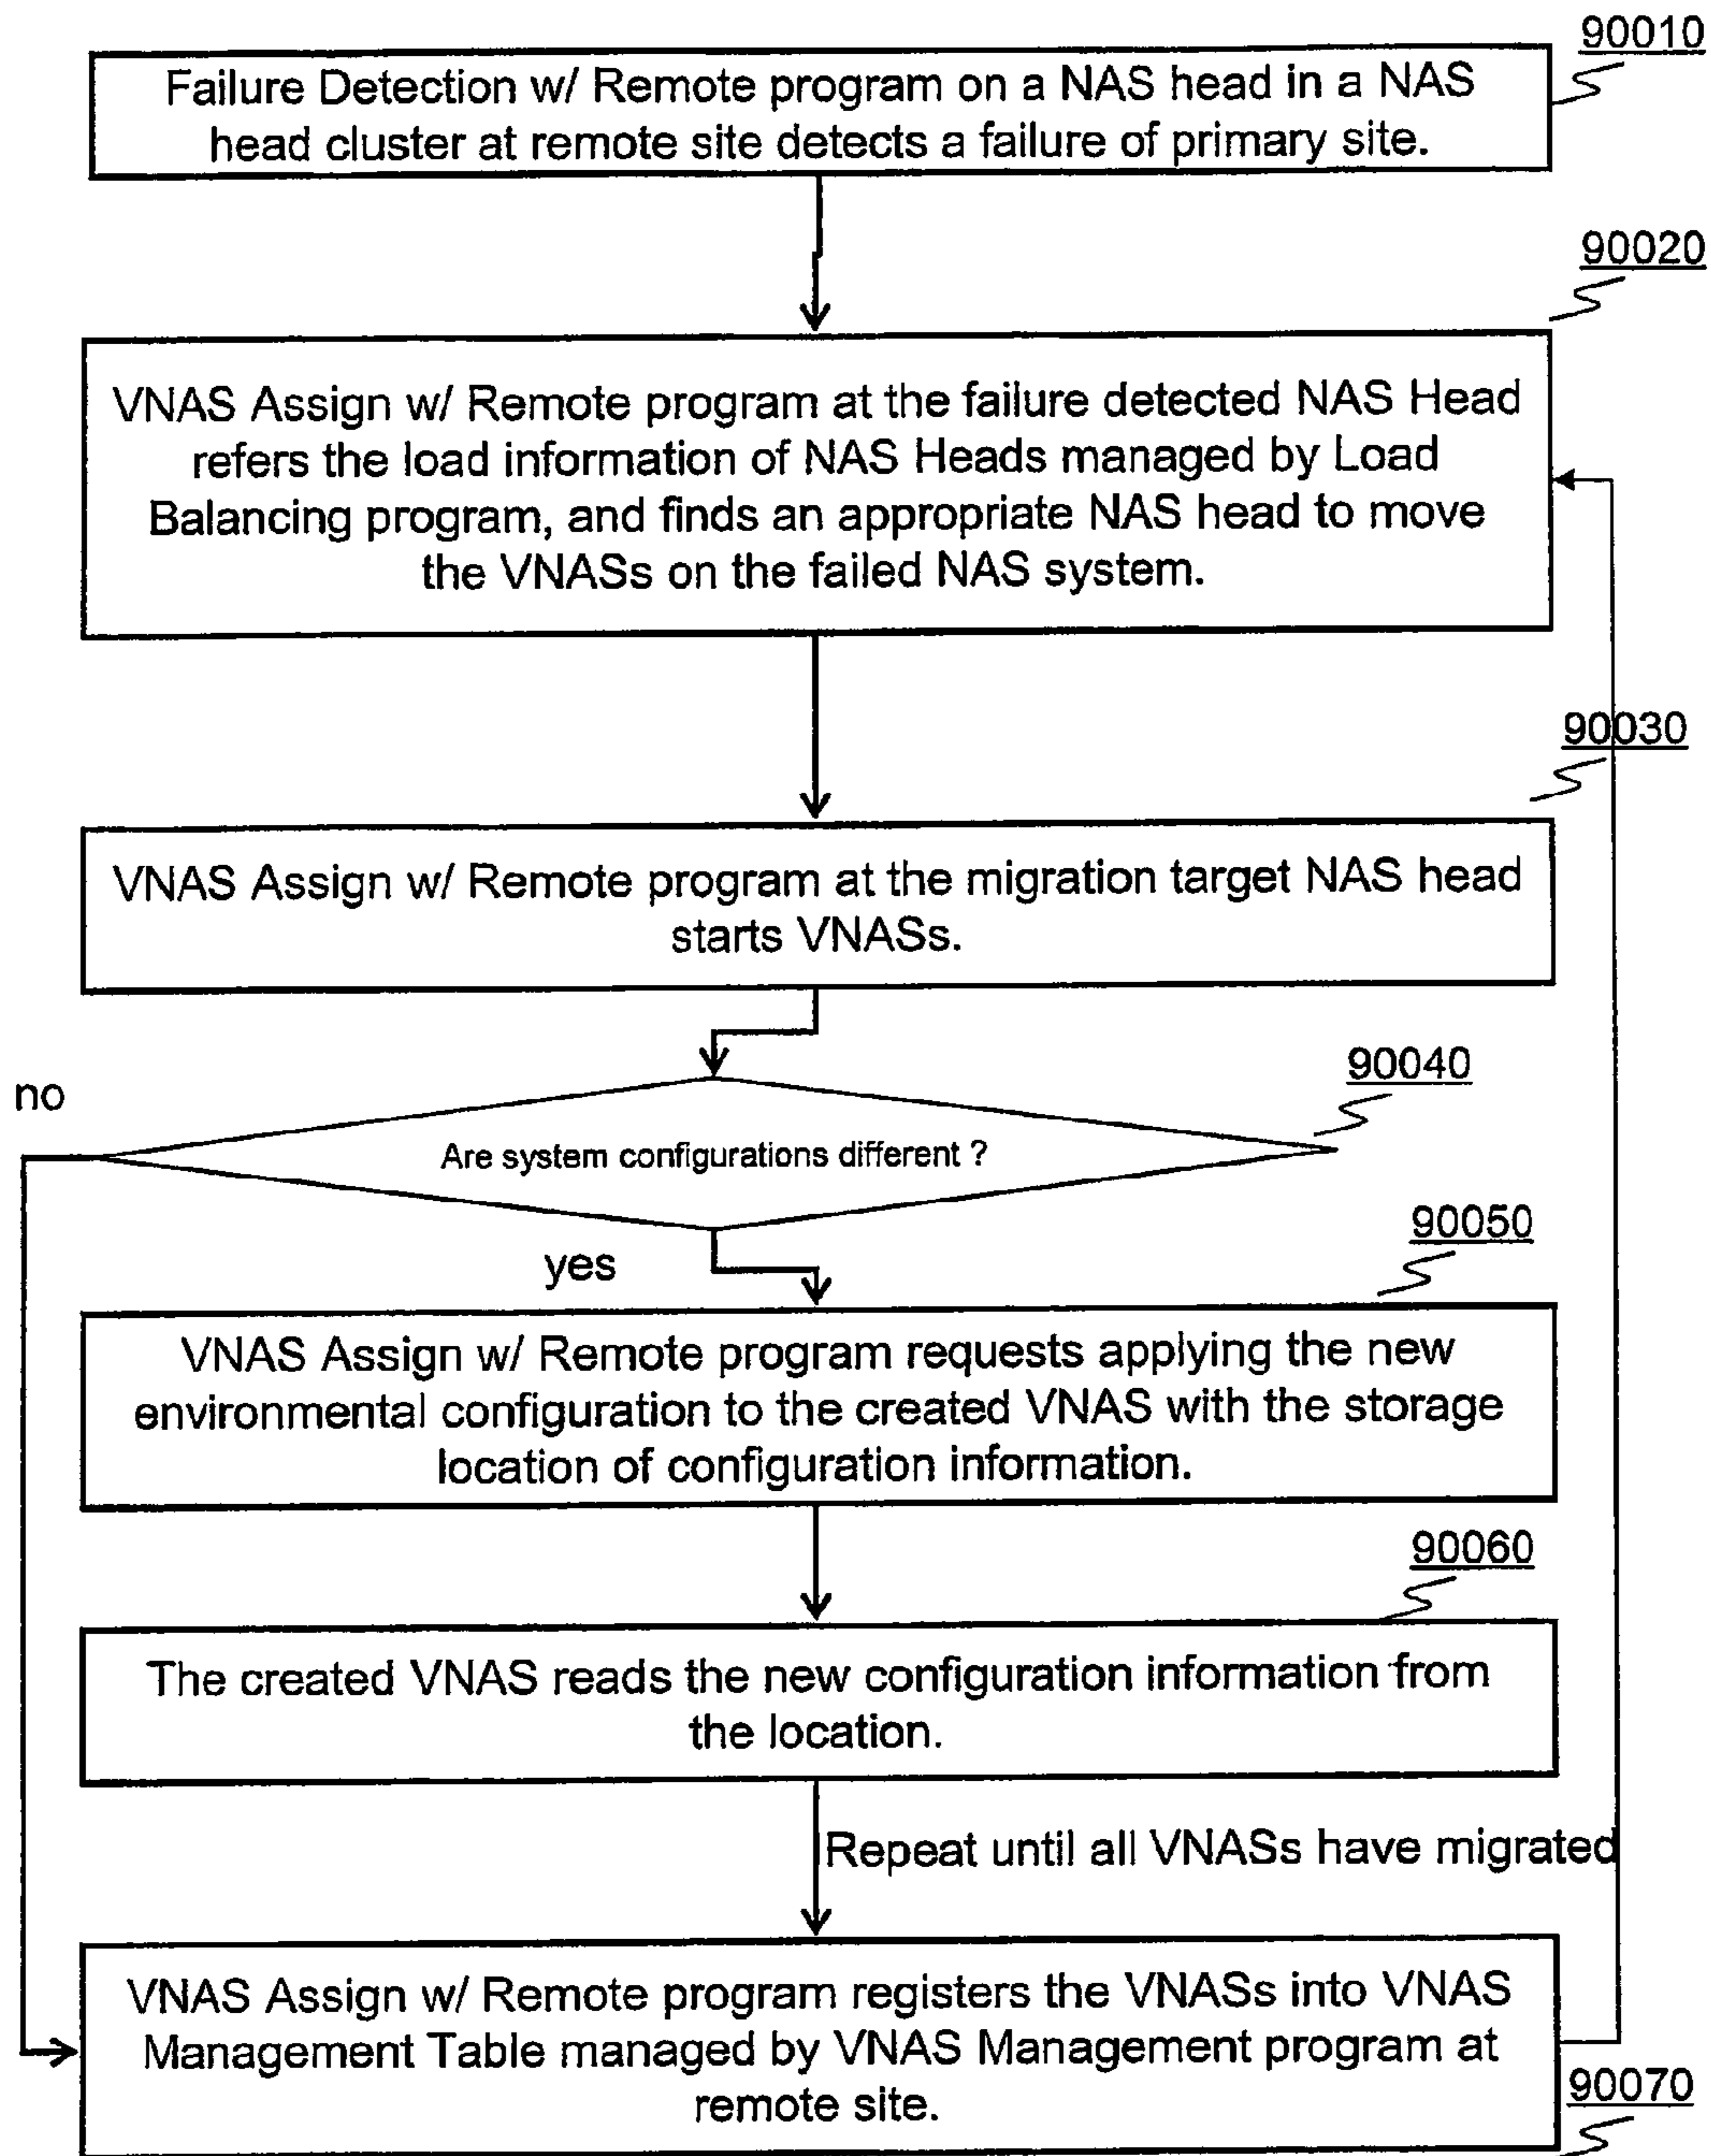 90010
Failure Detection w/ Remote program on a NAS head in a NAS
head cluster at remote site detects a failure of primary site.
90020
VNAS Assign w/ Remote program at the failure detected NAS Head
refers the load information of NAS Heads managed by Load
Balancing program, and finds an appropriate NAS head to move
the VNASs on the failed NAS system.
90030
VNAS Assign w/ Remote program at the migration target NAS head
starts VNASs.
90040
no
Are system configurations different ?
90050
yes
VNAS Assign w/ Remote program requests applying the new
environmental configuration to the created VNAS with the storage
location of configuration information.
90060
The created VNAS reads the new configuration information from
the location.
Repeat until all VNASs have migrated
VNAS Assign w/ Remote program registers the VNASs into VNAS
Management Table managed by VNAS Management program at
remote site.
90070